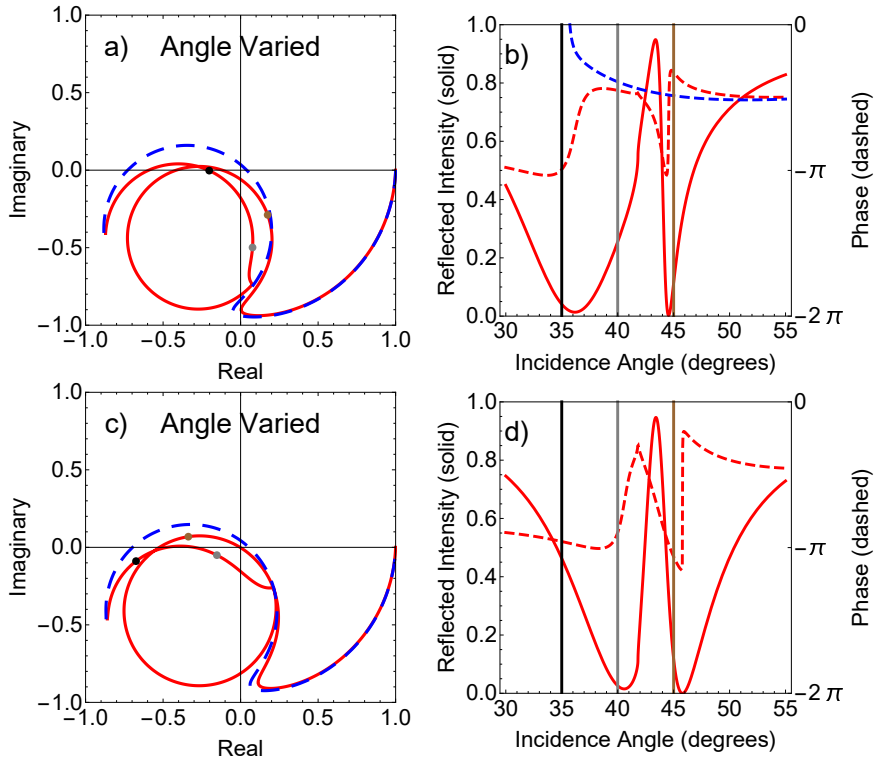 a) Angle Varied
Imaginary
1.0
0.5
0.0
−0.5
−1.0
−1.0 −0.5 0.0 0.5 1.0
Real
b)
Reflected Intensity (solid)
1.0
0.8
0.6
0.4
0.2
0.0
30 35 40 45 50 55
Incidence Angle (degrees)
0
−π
−2 π
Phase (dashed)
c) Angle Varied
Imaginary
1.0
0.5
0.0
−0.5
−1.0
−1.0 −0.5 0.0 0.5 1.0
Real
d)
Reflected Intensity (solid)
1.0
0.8
0.6
0.4
0.2
0.0
30 35 40 45 50 55
Incidence Angle (degrees)
0
−π
−2 π
Phase (dashed)